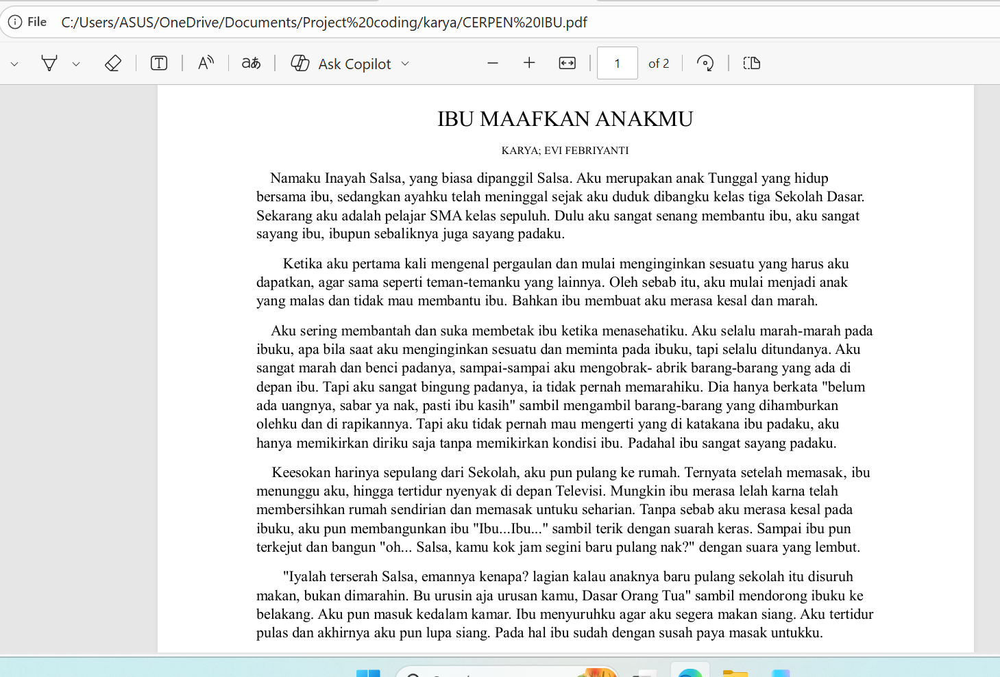 File C:/Users/ASUS/OneDrive/Documents/Project%20coding/karya/CERPEN%20IBU.pdf
T A aあ Ask Copilot 1 of 2
IBU MAAFKAN ANAKMU
KARYA; EVI FEBRIYANTI
Namaku Inayah Salsa, yang biasa dipanggil Salsa. Aku merupakan anak Tunggal yang hidup
bersama ibu, sedangkan ayahku telah meninggal sejak aku duduk dibangku kelas tiga Sekolah Dasar.
Sekarang aku adalah pelajar SMA kelas sepuluh. Dulu aku sangat senang membantu ibu, aku sangat
sayang ibu, ibupun sebaliknya juga sayang padaku.
Ketika aku pertama kali mengenal pergaulan dan mulai menginginkan sesuatu yang harus aku
dapatkan, agar sama seperti teman-temanku yang lainnya. Oleh sebab itu, aku mulai menjadi anak
yang malas dan tidak mau membantu ibu. Bahkan ibu membuat aku merasa kesal dan marah.
Aku sering membantah dan suka membetak ibu ketika menasehatiku. Aku selalu marah-marah pada
ibuku, apa bila saat aku menginginkan sesuatu dan meminta pada ibuku, tapi selalu ditundanya. Aku
sangat marah dan benci padanya, sampai-sampai aku mengobrak- abrik barang-barang yang ada di
depan ibu. Tapi aku sangat bingung padanya, ia tidak pernah memarahiku. Dia hanya berkata "belum
ada uangnya, sabar ya nak, pasti ibu kasih" sambil mengambil barang-barang yang dihamburkan
olehku dan di rapikannya. Tapi aku tidak pernah mau mengerti yang di katakana ibu padaku, aku
hanya memikirkan diriku saja tanpa memikirkan kondisi ibu. Padahal ibu sangat sayang padaku.
Keesokan harinya sepulang dari Sekolah, aku pun pulang ke rumah. Ternyata setelah memasak, ibu
menunggu aku, hingga tertidur nyenyak di depan Televisi. Mungkin ibu merasa lelah karna telah
membersihkan rumah sendirian dan memasak untuku seharian. Tanpa sebab aku merasa kesal pada
ibuku, aku pun membangunkan ibu "Ibu...Ibu..." sambil terik dengan suarah keras. Sampai ibu pun
terkejut dan bangun "oh... Salsa, kamu kok jam segini baru pulang nak?" dengan suara yang lembut.
"Iyalah terserah Salsa, emannya kenapa? lagian kalau anaknya baru pulang sekolah itu disuruh
makan, bukan dimarahin. Bu urusin aja urusan kamu, Dasar Orang Tua" sambil mendorong ibuku ke
belakang. Aku pun masuk kedalam kamar. Ibu menyuruhku agar aku segera makan siang. Aku tertidur
pulas dan akhirnya aku pun lupa siang. Pada hal ibu sudah dengan susah paya masak untukku.